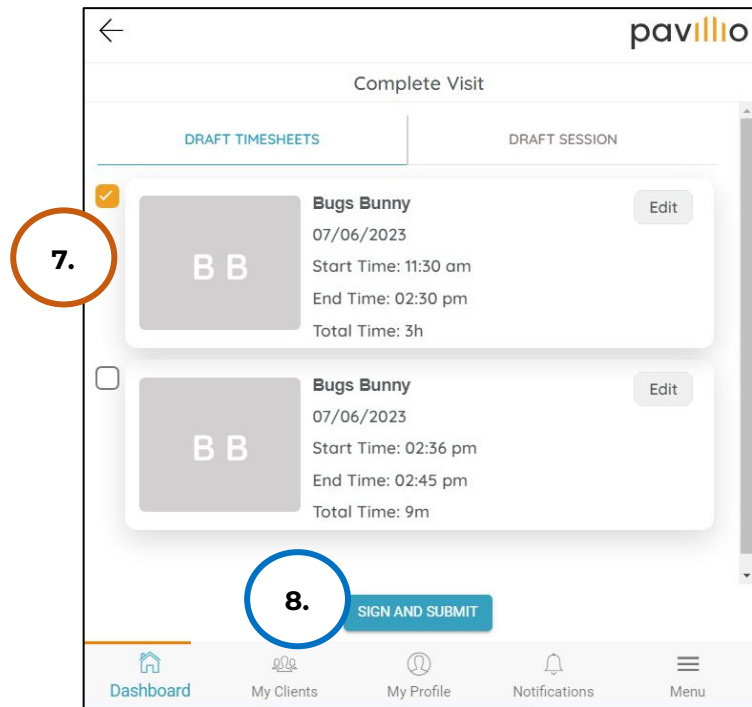 pavillio
Complete Visit
DRAFT TIMESHEETS DRAFT SESSION
7.
B B
Bugs Bunny
Edit
07/06/2023
Start Time: 11:30 am
End Time: 02:30 pm
Total Time: 3h
B B
Bugs Bunny
Edit
07/06/2023
Start Time: 02:36 pm
End Time: 02:45 pm
Total Time: 9m
8.
SIGN AND SUBMIT
Dashboard My Clients My Profile Notifications Menu